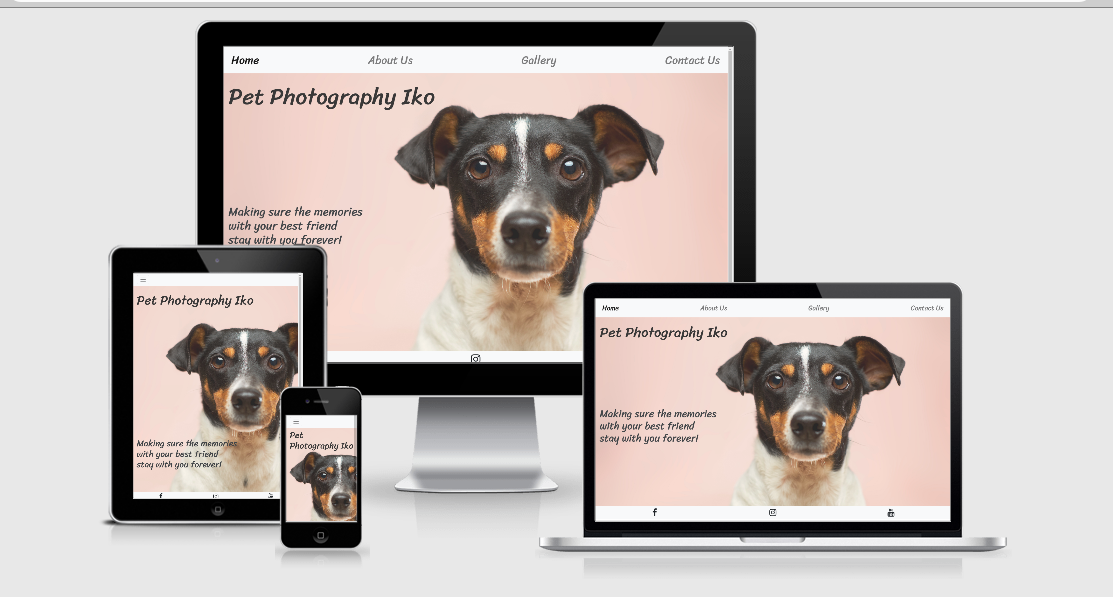 Home About Us Gallery Contact Us
Pet Photography Iko
Making sure the memories
with your best friend
stay with you forever!
Pet Photography Iko
Making sure the memories
with your best friend
stay with you forever!
Pet
Photography Iko
Home About Us Gallery Contact Us
Pet Photography Iko
Making sure the memories
with your best friend
stay with you forever!